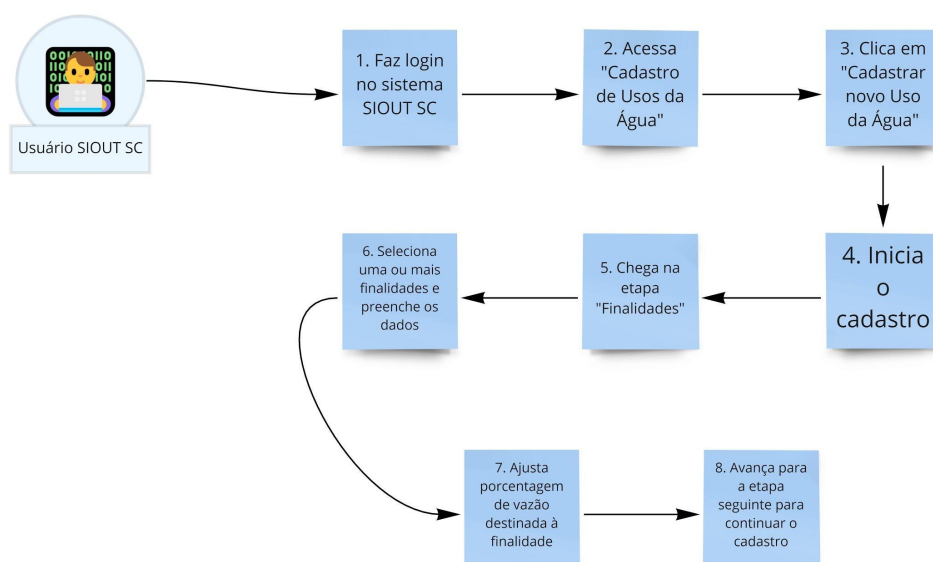 Usuário SIOUT SC
1. Faz login
no sistema
SIOUT SC
2. Acessa
"Cadastro
de Usos da
Água"
3. Clica em
"Cadastrar
novo Uso
da Água"
4. Inicia
o
cadastro
5. Chega na
etapa
"Finalidades"
6. Seleciona
uma ou mais
finalidades e
preenche os
dados
7. Ajusta
porcentagem
de vazão
destinada à
finalidade
8. Avança para
a etapa
seguinte para
continuar o
cadastro